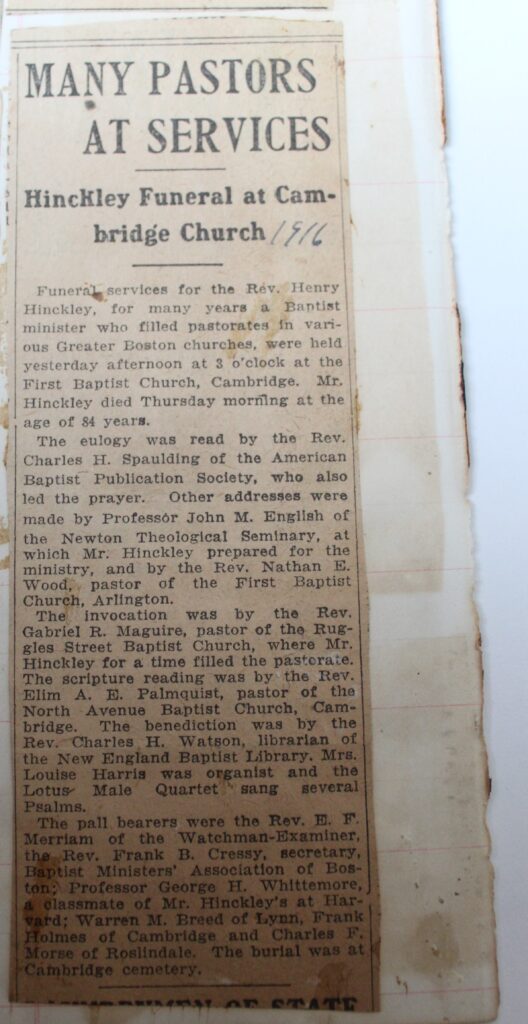 MANY PASTORS
AT SERVICES
Hinckley Funeral at Cam-
bridge Church 1916
Funeral services for the Rev. Henry
Hinckley, for many years a Baptist
minister who filled pastorates in vari-
ous Greater Boston churches, were held
yesterday afternoon at 3 o'clock at the
First Baptist Church, Cambridge. Mr.
Hinckley died Thursday morning at the
age of 84 years.
The eulogy was read by the Rev.
Charles H. Spaulding of the American
Baptist Publication Society, who also
led the prayer. Other addresses were
made by Professor John M. English of
the Newton Theological Seminary, at
which Mr. Hinckley prepared for the
ministry, and by the Rev. Nathan E.
Wood, pastor of the First Baptist
Church, Arlington.
The invocation was by the Rev.
Gabriel R. Maguire, pastor of the Rug-
gles Street Baptist Church, where Mr.
Hinckley for a time filled the pastorate.
The scripture reading was by the Rev.
Elim A. E. Palmquist, pastor of the
North Avenue Baptist Church, Cam-
bridge. The benediction was by the
Rev. Charles H. Watson, librarian of
the New England Baptist Library. Mrs.
Louise Harris was organist and the
Lotus Male Quartet sang several
Psalms.
The pall bearers were the Rev. E. F.
Merriam of the Watchman-Examiner,
the Rev. Frank B. Cressy, secretary,
Baptist Ministers' Association of Bos-
ton; Professor George H. Whittemore,
a classmate of Mr. Hinckley's at Har-
vard; Warren M. Breed of Lynn, Frank
Holmes of Cambridge and Charles F.
Morse of Roslindale. The burial was at
Cambridge cemetery.
OF STATE